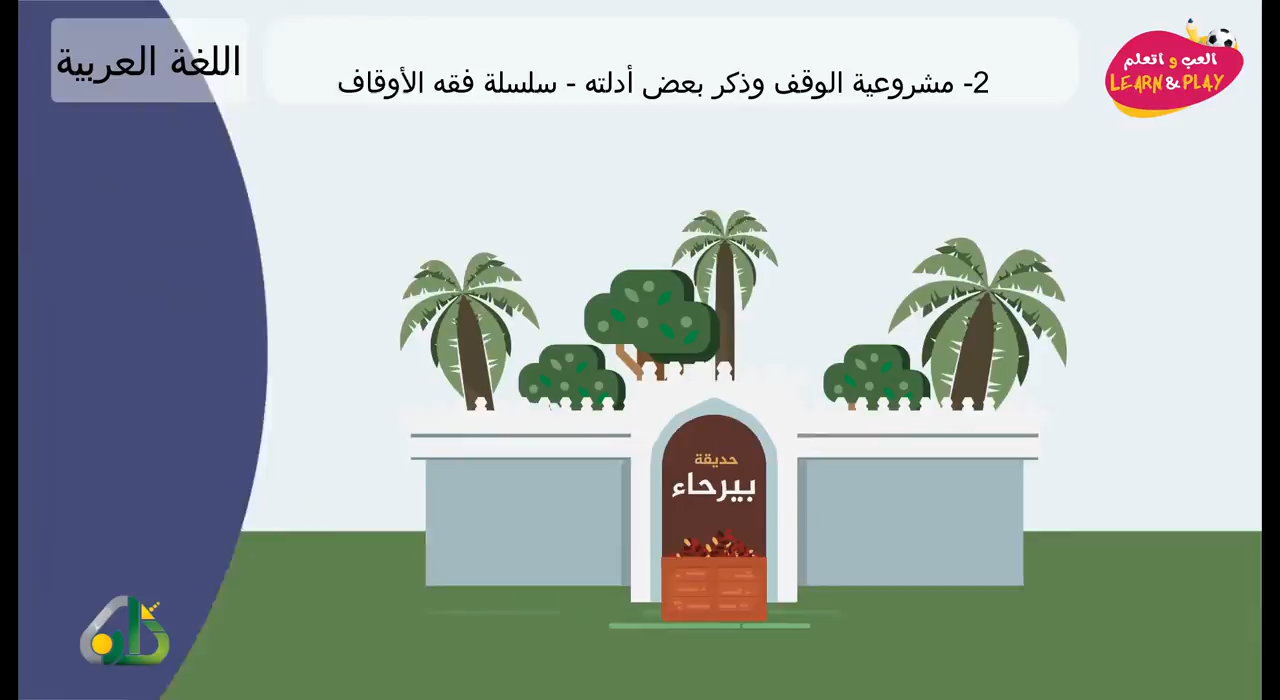 اللغة العربية
2- مشروعية الوقف وذكر بعض أدلته - سلسلة فقه الأوقاف
العب و اتعلم
LEARN & PLAY
حديقة
بيرحاء